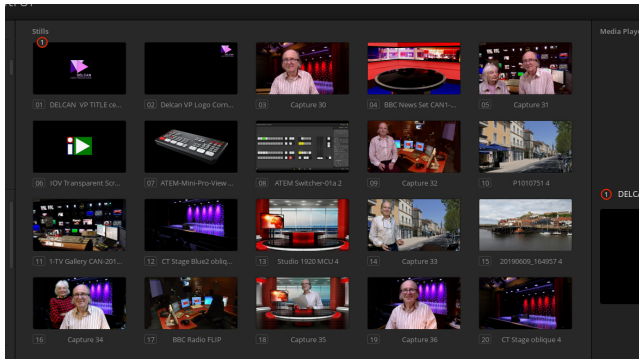 Stills
Media Playe
1
DELCAN
01 DELCAN VP TITLE ce...
02 Delcan VP Logo Corn...
03 Capture 30
04 BBC News Set CAN1-...
05 Capture 31
06 IOV Transparent Scr...
07 ATEM-Mini-Pro-View ...
08 ATEM Switcher-01a 2
09 Capture 32
10 P1010751 4
1 DELCA
11 1-TV Gallery CAN-201...
12 CT Stage Blue2 obliq...
13 Studio 1920 MCU 4
14 Capture 33
15 20190609_164957 4
16 Capture 34
17 BBC Radio FLIP
18 Capture 35
19 Capture 36
20 CT Stage oblique 4